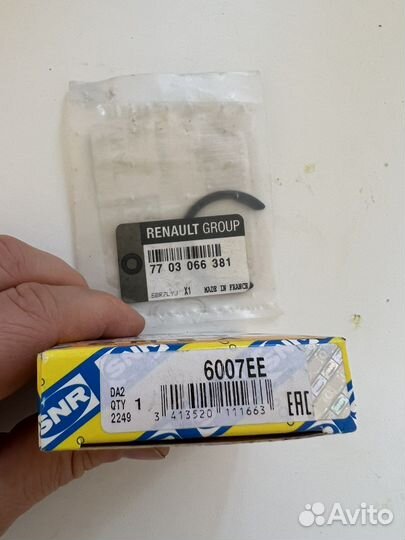 RENAULT GROUP
77 03 066 381
X1 MADE IN FRANCE
SNR
6007EE
DA2
QTY 1
2249
3 413520 111663
EAC
Avito